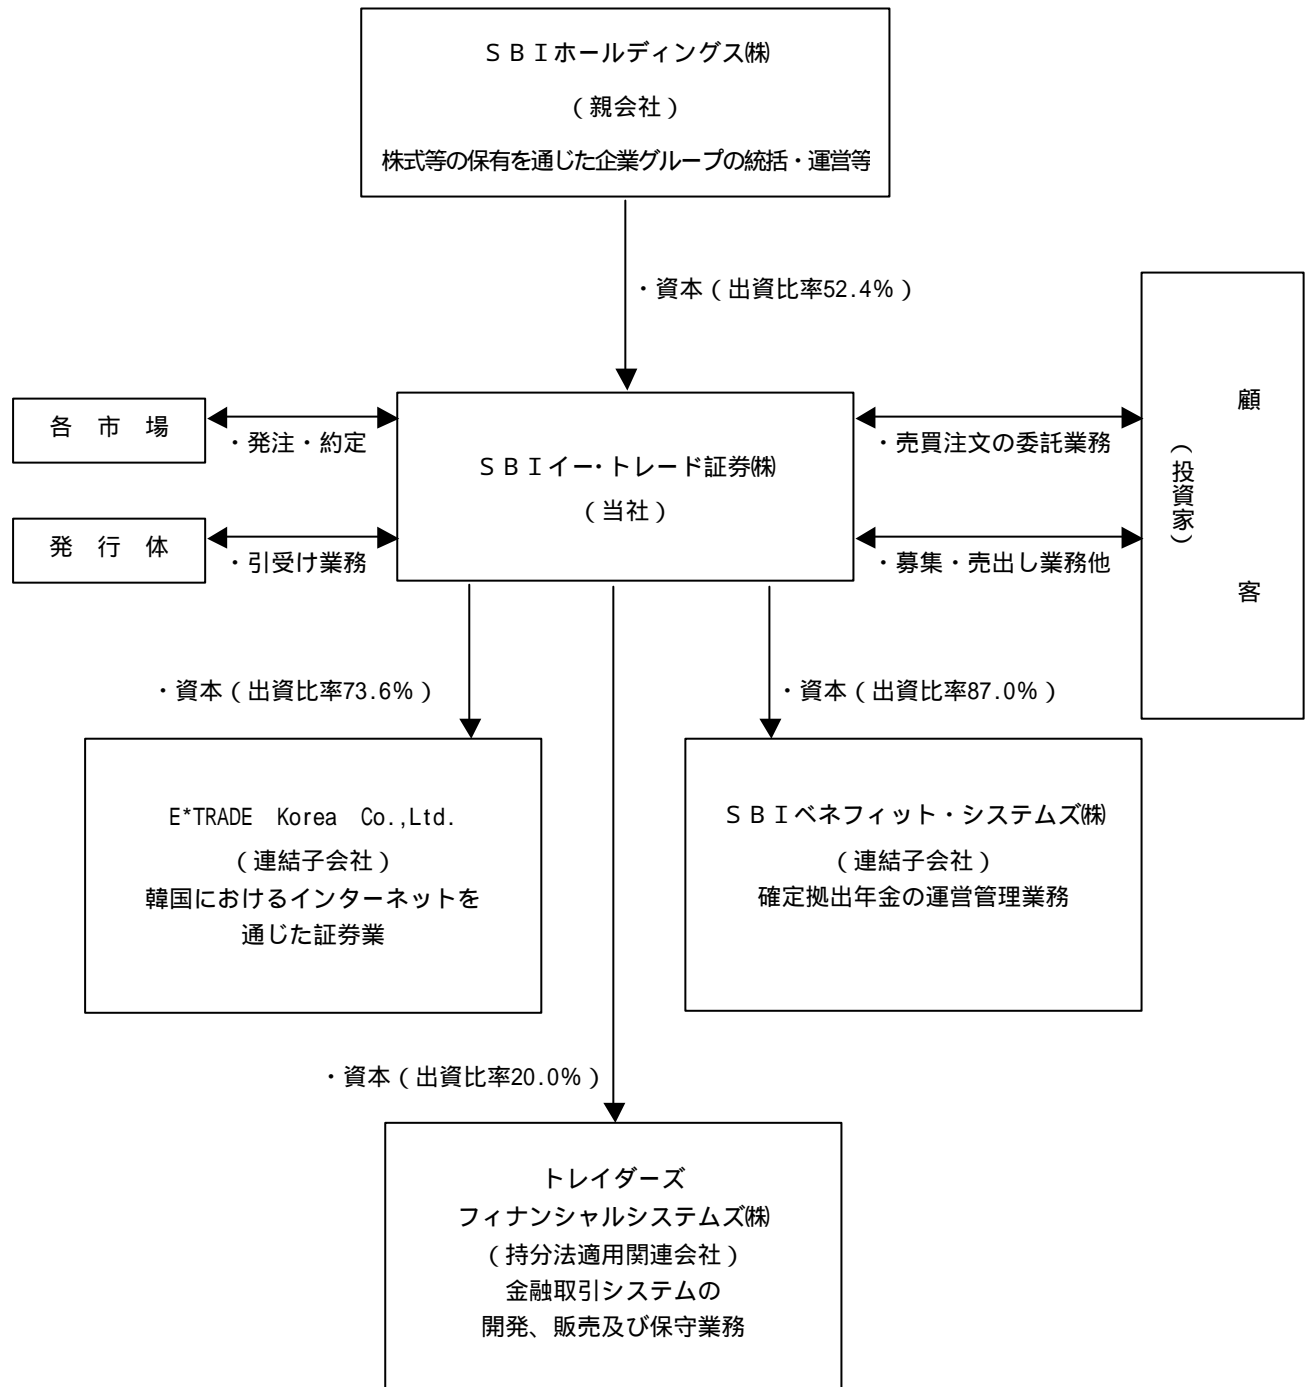 ＳＢＩホールディングス㈱
（親会社）
株式等の保有を通じた企業グループの統括・運営等
・資本（出資比率52.4％）
各　市　場
・発注・約定
発　行　体
・引受け業務
ＳＢＩイー・トレード証券㈱
（当社）
・売買注文の委託業務
・募集・売出し業務他
顧　客
（投資家）
・資本（出資比率73.6％）
・資本（出資比率87.0％）
E*TRADE Korea Co.,Ltd.
（連結子会社）
韓国におけるインターネットを
通じた証券業
ＳＢＩベネフィット・システムズ㈱
（連結子会社）
確定拠出年金の運営管理業務
・資本（出資比率20.0％）
トレイダーズ
フィナンシャルシステムズ㈱
（持分法適用関連会社）
金融取引システムの
開発、販売及び保守業務